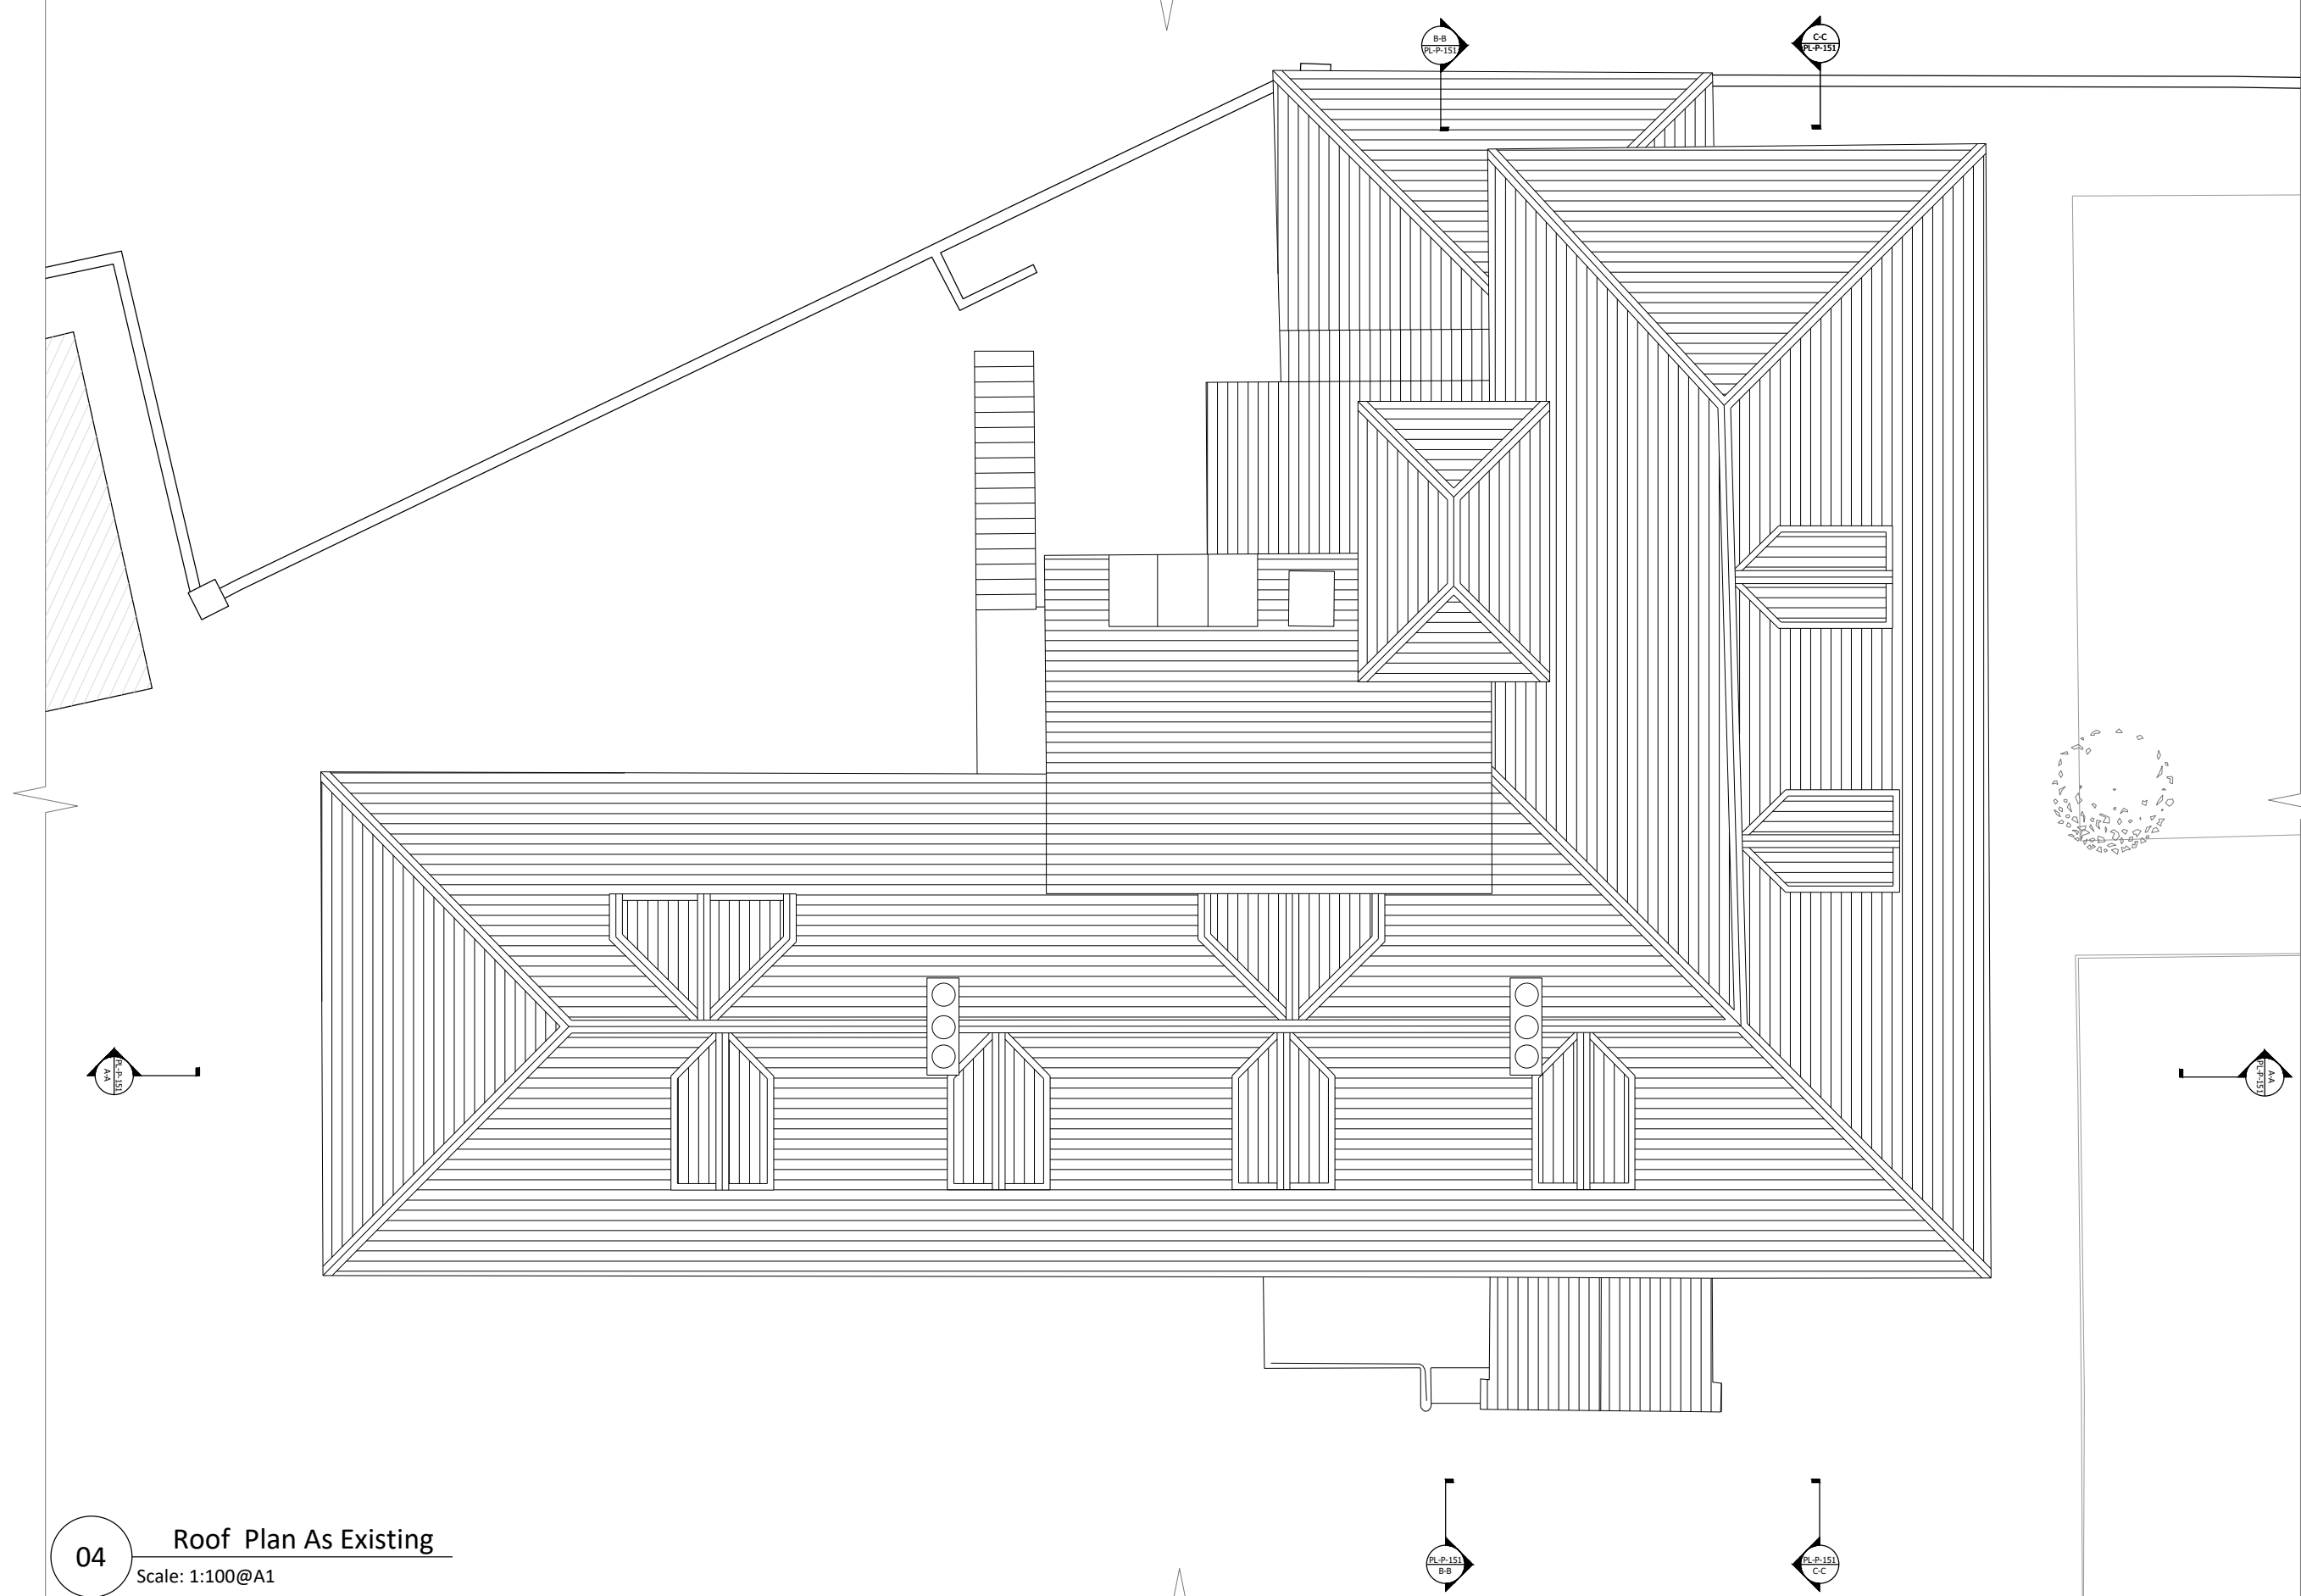 B-B
PL-P-151
C-C
PL-P-151
PL-P-151
A-A
A-A
PL-P-151
04
Roof Plan As Existing
Scale: 1:100@A1
PL-P-151
B-B
PL-P-151
C-C